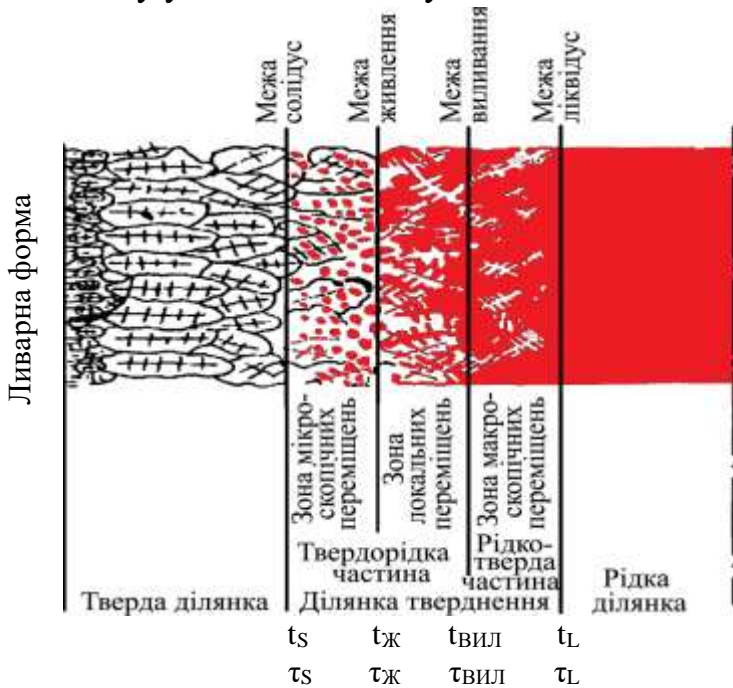 Межа
солідус
Межа
живлення
Межа
виливання
Межа
ліквідус
Ливарна форма
Зона мікро-
скопічних
переміщень
Зона
локальних
переміщень
Зона макро-
скопічних
переміщень
Твердорідка
частина
Рідко-
тверда
частина
Тверда ділянка
Ділянка тверднення
Рідка
ділянка
tS tЖ tВИЛ tL
τS τЖ τВИЛ τL